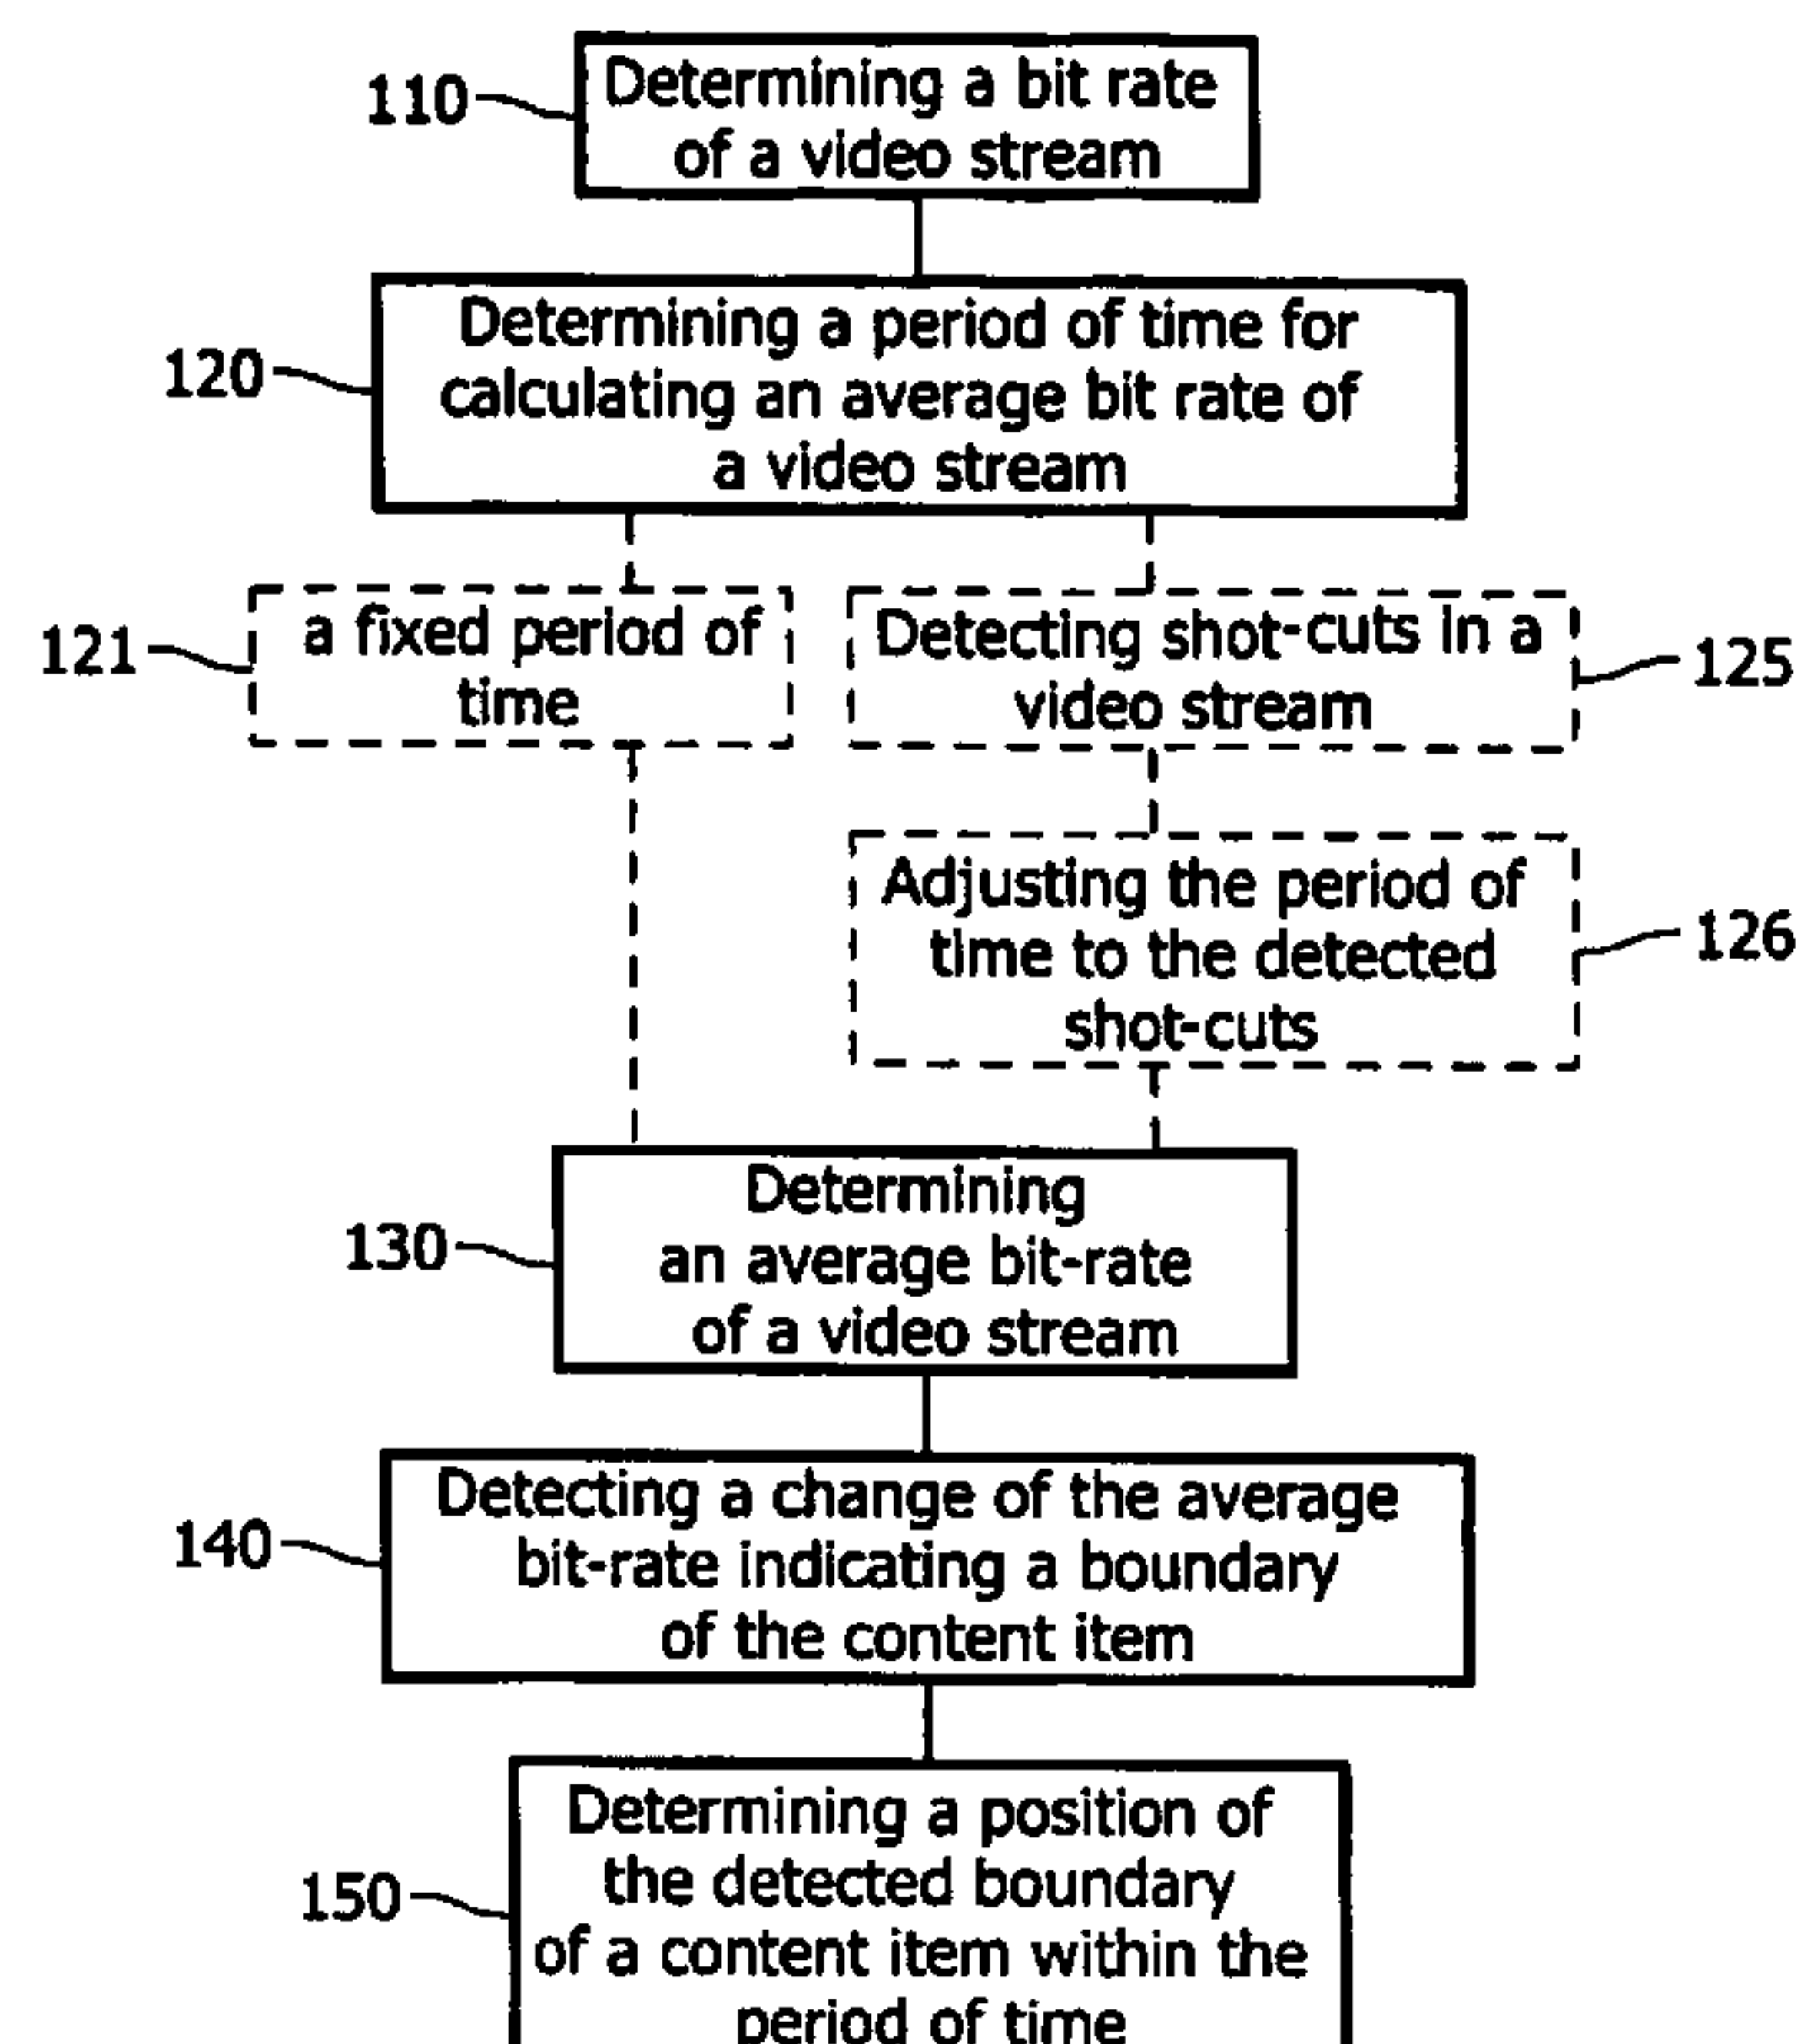 110
Determining a bit rate
of a video stream
120
Determining a period of time for
calculating an average bit rate of
a video stream
121
a fixed period of
time
Detecting shot-cuts in a
video stream
125
Adjusting the period of
time to the detected
shot-cuts
126
130
Determining
an average bit-rate
of a video stream
140
Detecting a change of the average
bit-rate indicating a boundary
of the content item
150
Determining a position of
the detected boundary
of a content item within the
period of time